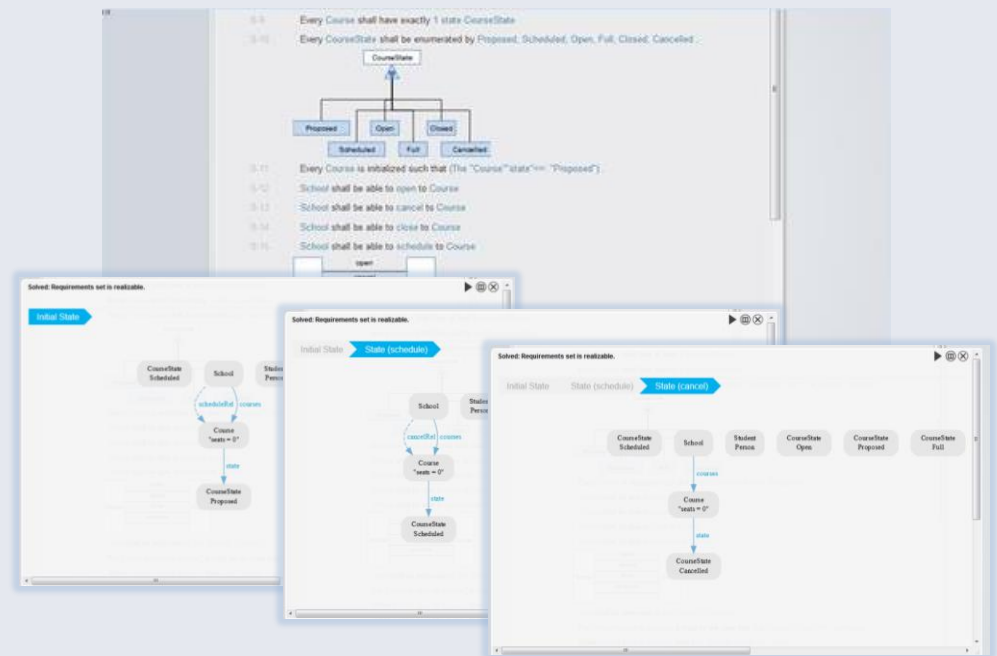 Every Course shall have exactly 1 state CourseState
Every CourseState shall be enumerated by Proposed, Scheduled, Open, Full, Closed, Cancelled .
CourseState
Proposed
Open
Closed
Scheduled
Full
Cancelled
Every Course is initialized such that (The "Course"'state"== "Proposed") .
School shall be able to open to Course
School shall be able to cancel to Course
School shall be able to close to Course
School shall be able to schedule to Course
open
Solved: Requirements set is realizable.
Initial State
CourseState
Scheduled
School
scheduleRel
courses
Course
"seats = 0"
state
CourseState
Proposed
Solved: Requirements set is realizable.
Initial State
State (schedule)
School
cancelRel
courses
Course
"seats = 0"
state
CourseState
Scheduled
Solved: Requirements set is realizable.
Initial State
State (schedule)
State (cancel)
CourseState
Scheduled
School
Student
Person
CourseState
Open
CourseState
Proposed
CourseState
Full
courses
Course
"seats = 0"
state
CourseState
Cancelled